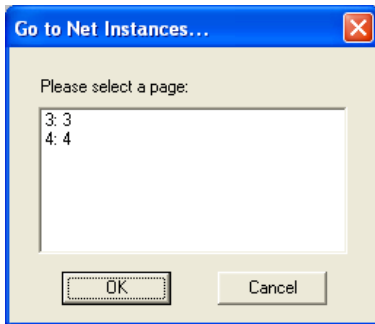 Go to Net Instances...
Please select a page:
3: 3
4: 4
OK
Cancel